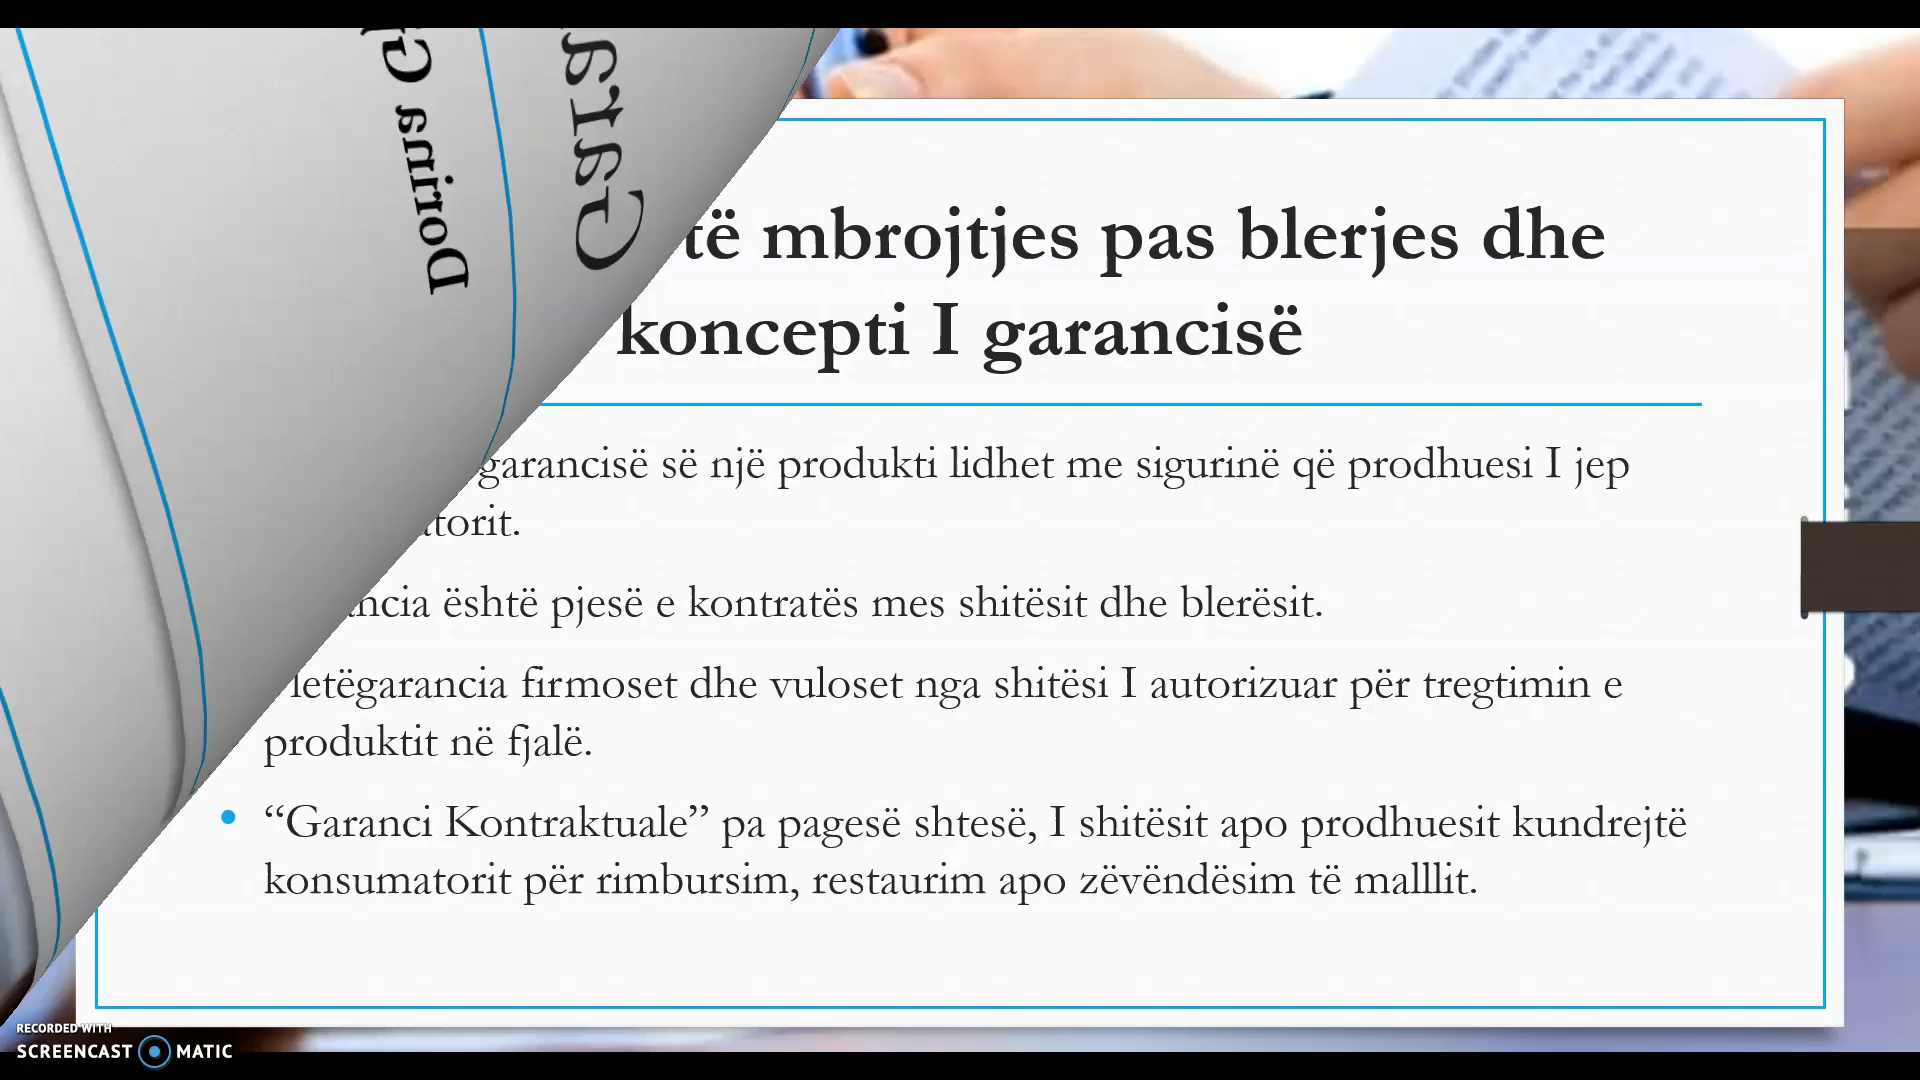 Dorina G
Gara
të mbrojtjes pas blerjes dhe
koncepti I garancisë
garancisë së një produkti lidhet me sigurinë që prodhuesi I jep
torit.
ncia është pjesë e kontratës mes shitësit dhe blerësit.
letëgarancia firmoset dhe vuloset nga shitësi I autorizuar për tregtimin e
produktit në fjalë.
• “Garanci Kontraktuale” pa pagesë shtesë, I shitësit apo prodhuesit kundrejtë
konsumatorit për rimbursim, restaurim apo zëvëndësim të malllit.
RECORDED WITH
SCREENCAST MATIC